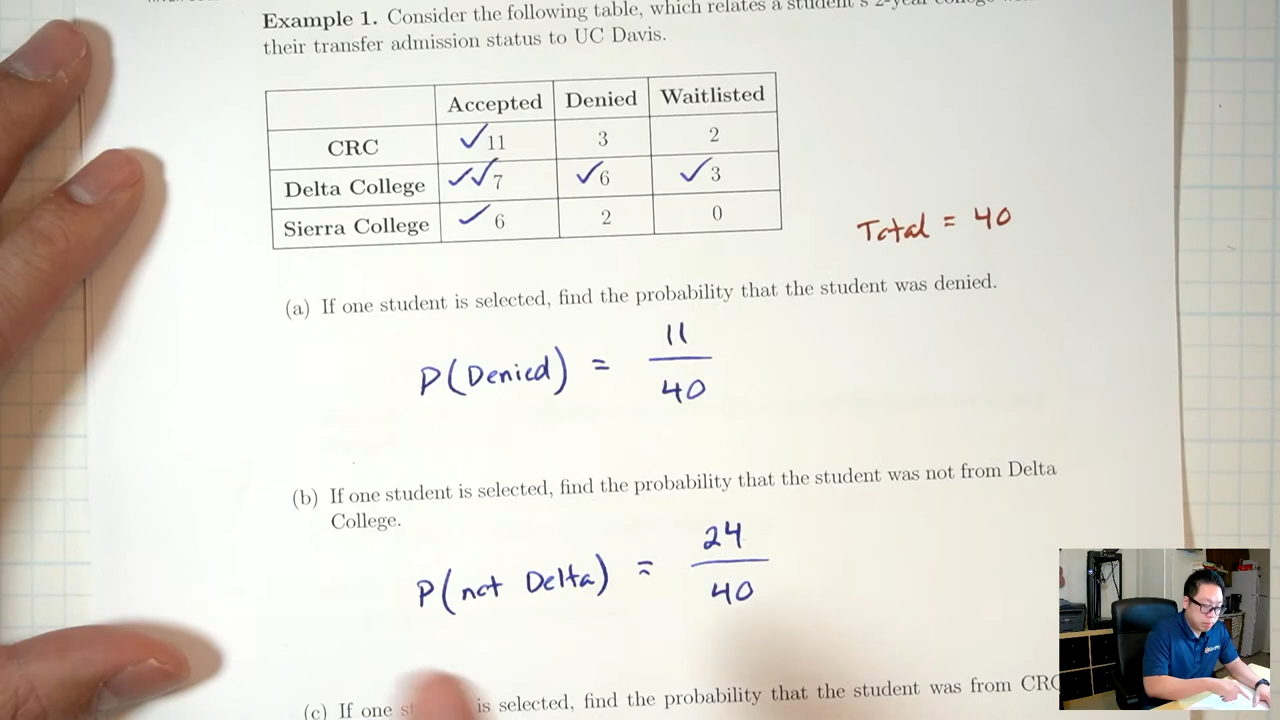 Example 1. Consider the following table, which relates a student's 2-year college
their transfer admission status to UC Davis.
Accepted Denied Waitlisted
CRC ✓11 3 2
Delta College ✓✓7 ✓6 ✓3
Sierra College ✓6 2 0
Total = 40
(a) If one student is selected, find the probability that the student was denied.
P(Denied) = 11/40
(b) If one student is selected, find the probability that the student was not from Delta
College.
P(not Delta) = 24/40
(c) If one is selected, find the probability that the student was from CRC